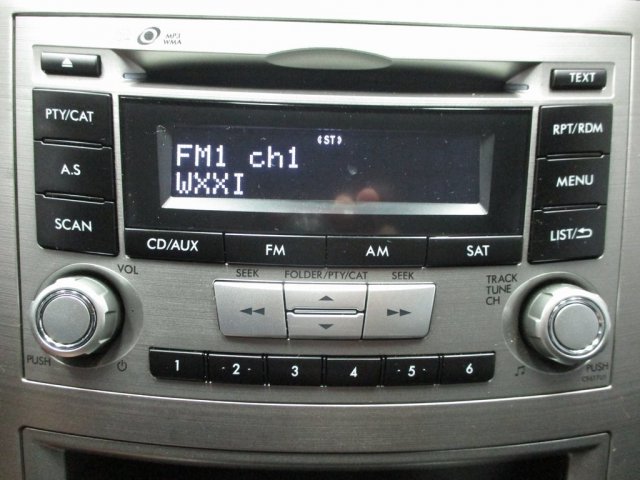 MP3
WMA
TEXT
PTY/CAT
A.S
SCAN
(ST)
FM1 ch1
WXXI
RPT/RDM
MENU
LIST/
CD/AUX FM AM SAT
VOL
SEEK FOLDER/PTY/CAT SEEK
TRACK
TUNE
CH
PUSH
PUSH
1 -2- 3 4 -5- 6